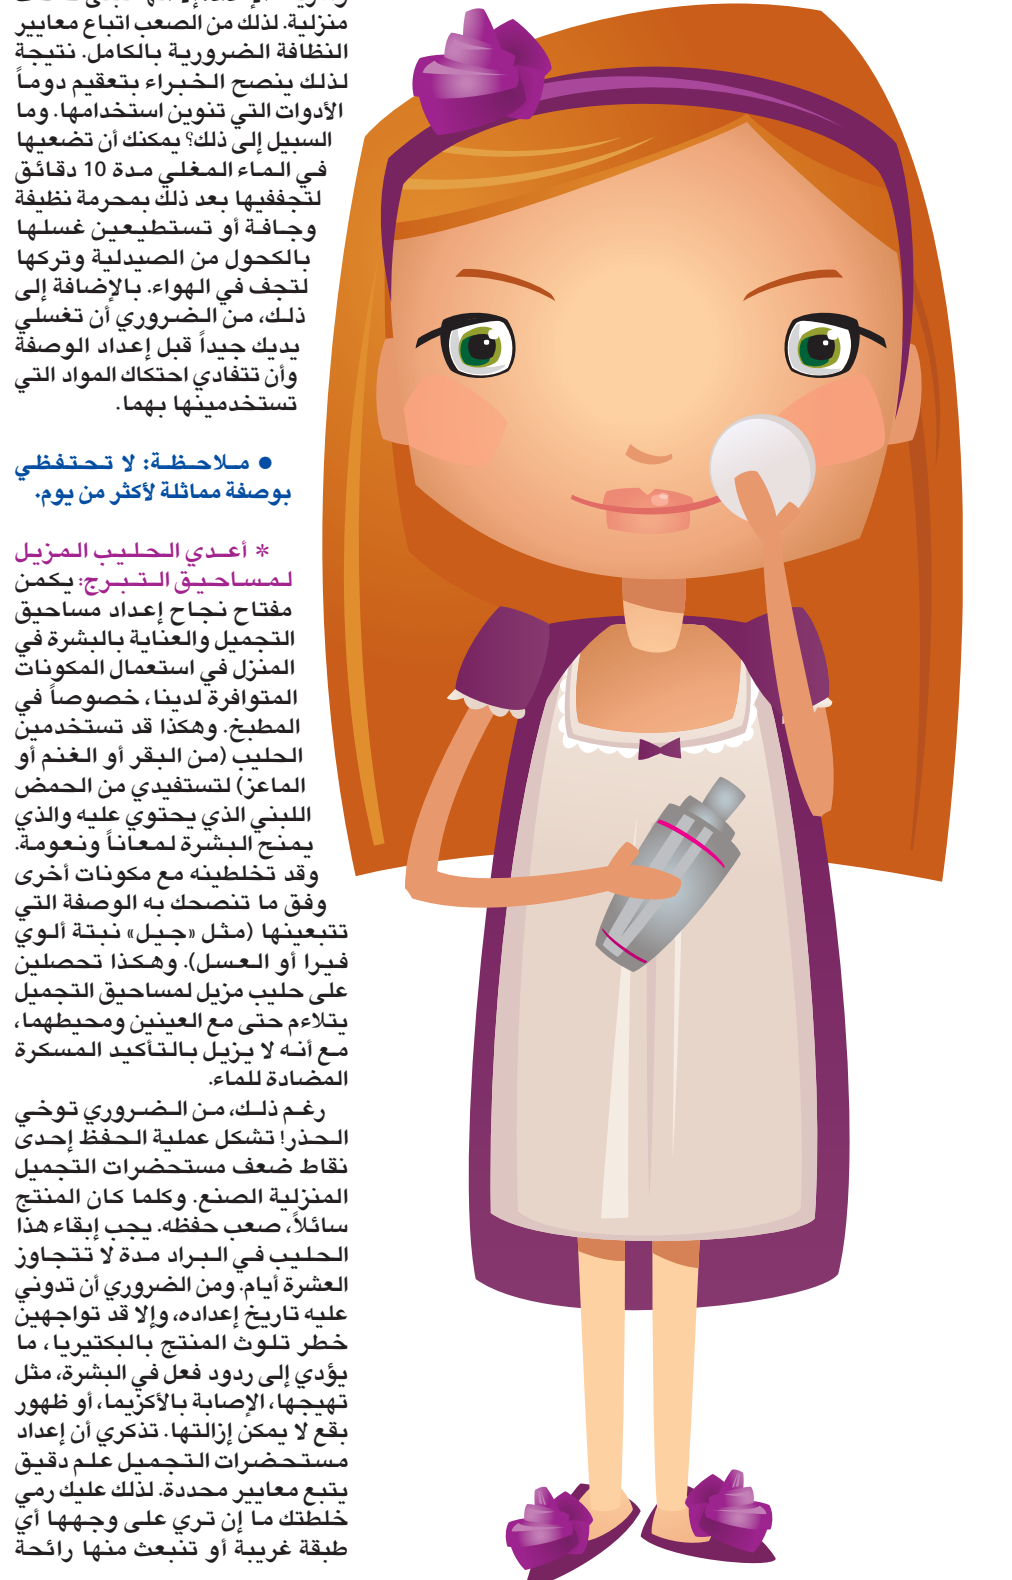 منزلية. لذلك من الصعب اتباع معايير
النظافة الضرورية بالكامل. نتيجة
لذلك ينصح الخبراء بتعقيم دوماً
الأدوات التي تنوين استخدامها. وما
السبيل إلى ذلك؟ يمكنك أن تضعيها
في الماء المغلي مدة 10 دقائق
لتجففيها بعد ذلك بمحرمة نظيفة
وجافة أو تستطيعين غسلها
بالكحول من الصيدلية وتركها
لتجف في الهواء. بالإضافة إلى
ذلك، من الضروري أن تغسلي
يديك جيداً قبل إعداد الوصفة
وأن تتفادي احتكاك المواد التي
تستخدمينها بهما.
● ملاحظة: لا تحتفظي
بوصفة مماثلة لأكثر من يوم.
* أعدي الحليب المزيل
لمساحيق التبرج: يكمن
مفتاح نجاح إعداد مساحيق
التجميل والعناية بالبشرة في
المنزل في استعمال المكونات
المتوافرة لدينا، خصوصاً في
المطبخ. وهكذا قد تستخدمين
الحليب (من البقر أو الغنم أو
الماعز) لتستفيدي من الحمض
اللبني الذي يحتوي عليه والذي
يمنح البشرة لمعاناً ونعومة.
وقد تخلطينه مع مكونات أخرى
وفق ما تنصحك به الوصفة التي
تتبعينها (مثل «جيل» نبتة ألوي
فيرا أو العسل). وهكذا تحصلين
على حليب مزيل لمساحيق التجميل
يتلاءم حتى مع العينين ومحيطهما،
مع أنه لا يزيل بالتأكيد المسكرة
المضادة للماء.
رغم ذلك، من الضروري توخي
الحذر! تشكل عملية الحفظ إحدى
نقاط ضعف مستحضرات التجميل
المنزلية الصنع. وكلما كان المنتج
سائلاً، صعب حفظه. يجب إبقاء هذا
الحليب في البراد مدة لا تتجاوز
العشرة أيام. ومن الضروري أن تدوني
عليه تاريخ إعداده، وإلا قد تواجهين
خطر تلوث المنتج بالبكتيريا، ما
يؤدي إلى ردود فعل في البشرة، مثل
تهيجها، الإصابة بالأكزيما، أو ظهور
بقع لا يمكن إزالتها. تذكري أن إعداد
مستحضرات التجميل علم دقيق
يتبع معايير محددة. لذلك عليك رمي
خلطتك ما إن تري على وجهها أي
طبقة غريبة أو تنبعث منها رائحة